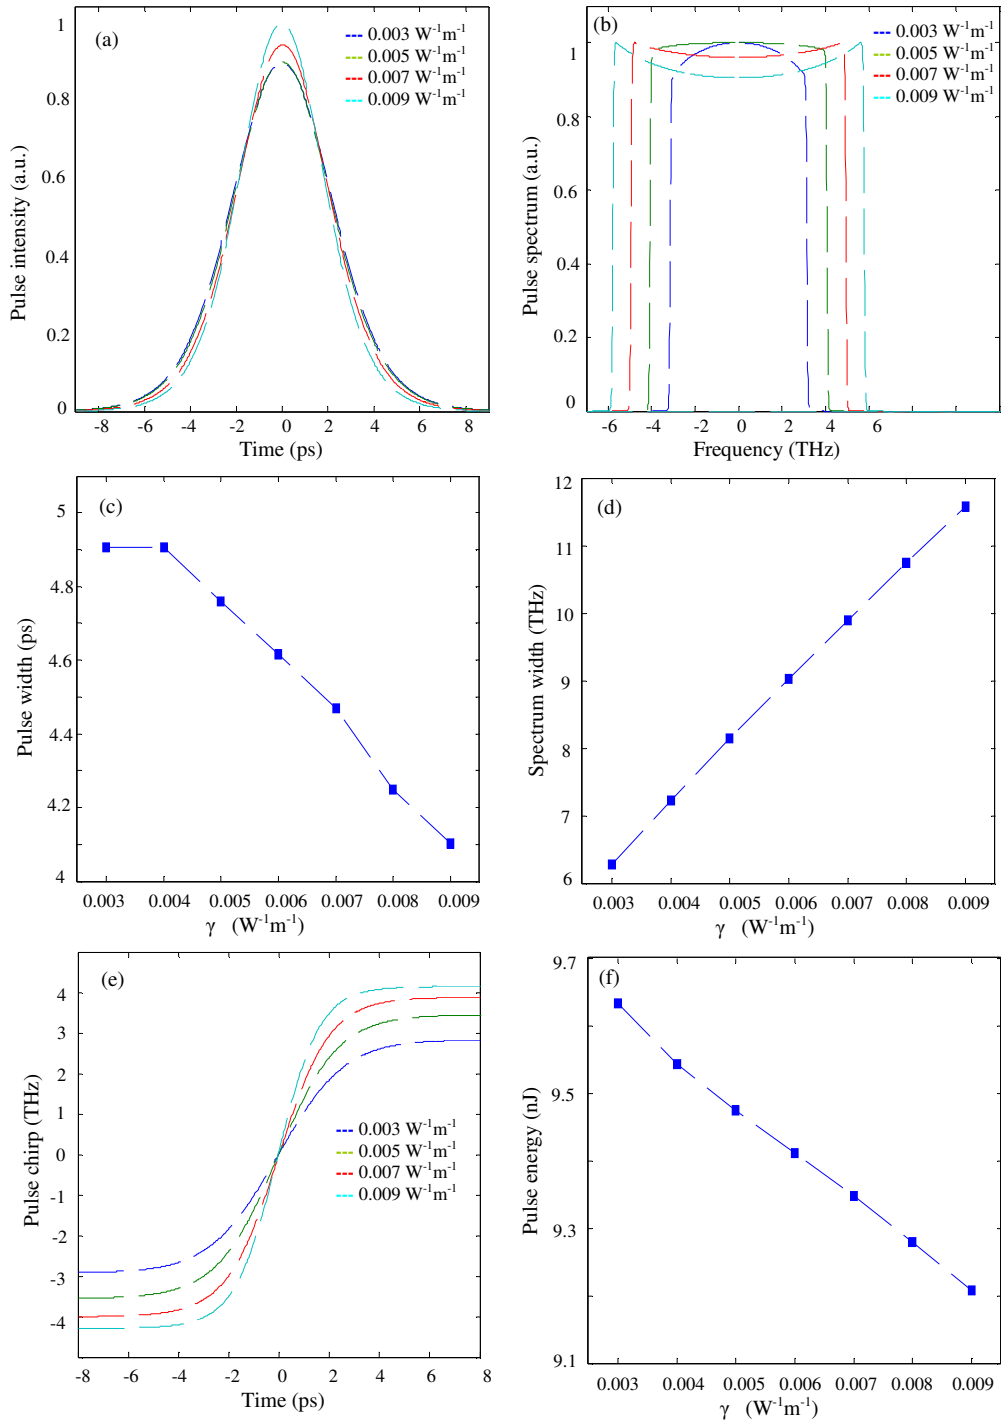 (a)
0.003 W⁻¹m⁻¹
0.005 W⁻¹m⁻¹
0.007 W⁻¹m⁻¹
0.009 W⁻¹m⁻¹
Pulse intensity (a.u.)
1
0.8
0.6
0.4
0.2
0
-8 -6 -4 -2 0 2 4 6 8
Time (ps)
(b)
0.003 W⁻¹m⁻¹
0.005 W⁻¹m⁻¹
0.007 W⁻¹m⁻¹
0.009 W⁻¹m⁻¹
Pulse spectrum (a.u.)
1
0.8
0.6
0.4
0.2
0
-6 -4 -2 0 2 4 6
Frequency (THz)
(c)
Pulse width (ps)
5
4.8
4.6
4.4
4.2
4
0.003 0.004 0.005 0.006 0.007 0.008 0.009
γ (W⁻¹m⁻¹)
(d)
Spectrum width (THz)
12
11
10
9
8
7
6
0.003 0.004 0.005 0.006 0.007 0.008 0.009
γ (W⁻¹m⁻¹)
(e)
Pulse chirp (THz)
4
3
2
1
0
-1
-2
-3
-4
0.003 W⁻¹m⁻¹
0.005 W⁻¹m⁻¹
0.007 W⁻¹m⁻¹
0.009 W⁻¹m⁻¹
-8 -6 -4 -2 0 2 4 6 8
Time (ps)
(f)
Pulse energy (nJ)
9.7
9.5
9.3
9.1
0.003 0.004 0.005 0.006 0.007 0.008 0.009
γ (W⁻¹m⁻¹)